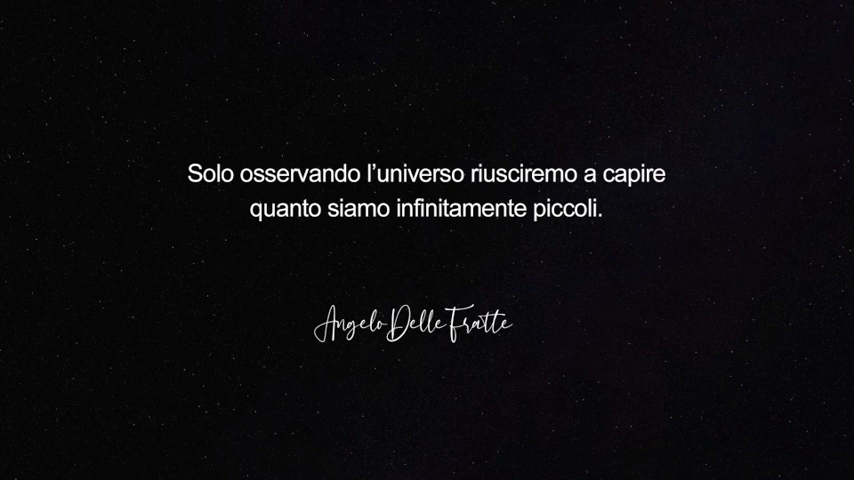 Solo osservando l’universo riusciremo a capire
quanto siamo infinitamente piccoli.
Angelo Delle Fratte